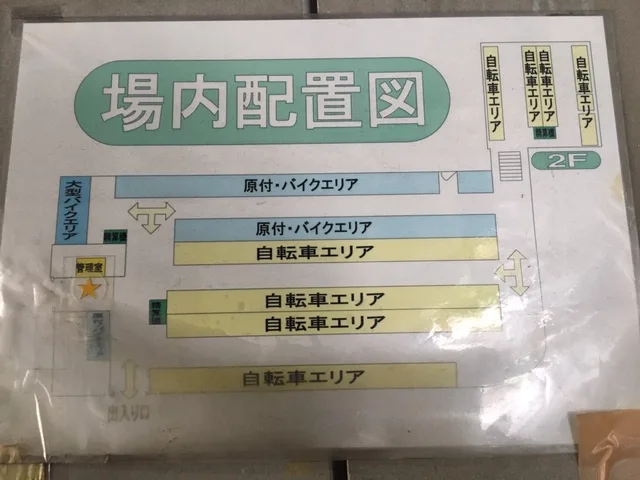 場内配置図
自転車エリア
自転車エリア
自転車エリア
自転車エリア
2F
大型バイクエリア
原付・バイクエリア
原付・バイクエリア
自転車エリア
精算機
管理室
自転車エリア
自転車エリア
自転車エリア
出入り口